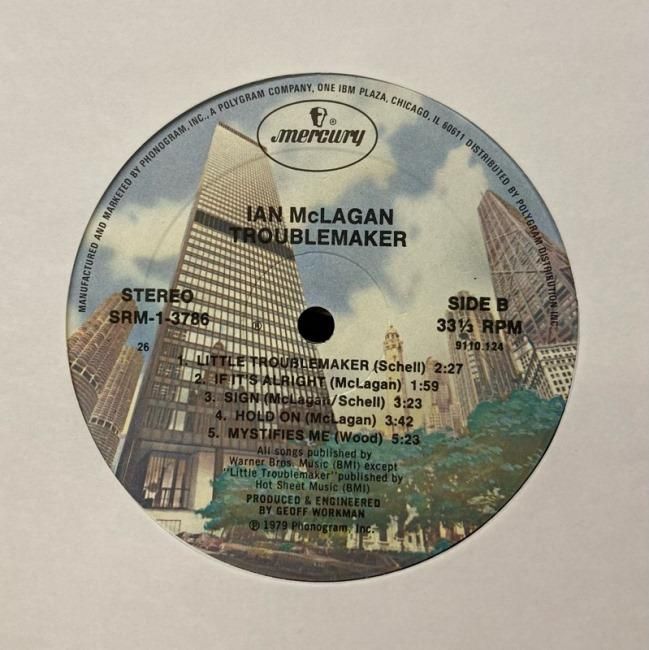 MANUFACTURED AND MARKETED BY PHONOGRAM, INC., A POLYGRAM COMPANY, ONE IBM PLAZA, CHICAGO, IL 60611 DISTRIBUTED BY POLYGRAM DISTRIBUTION INC.
®
mercury
IAN McLAGAN
TROUBLEMAKER
STEREO
SRM-1-3786
26
SIDE B
33⅓ RPM
9110.124
1. LITTLE TROUBLEMAKER (Schell) 2:27
2. IF IT'S ALRIGHT (McLagan) 1:59
3. SIGN (McLagan/Schell) 3:23
4. HOLD ON (McLagan) 3:42
5. MYSTIFIES ME (Wood) 5:23
All songs published by
Warner Bros. Music (BMI) except
"Little Troublemaker" published by
Hot Sheet Music (BMI)
PRODUCED & ENGINEERED
BY GEOFF WORKMAN
℗ 1979 Phonogram, Inc.